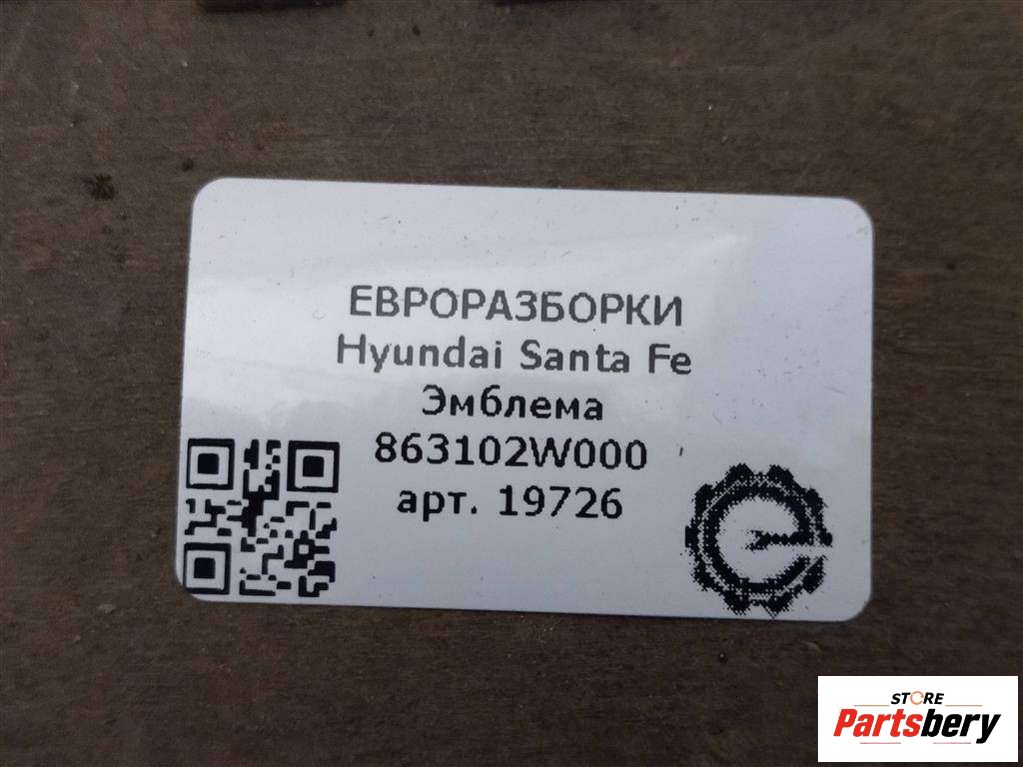 ЕВРОРАЗБОРКИ
Hyundai Santa Fe
Эмблема
863102W000
арт. 19726
STORE
Partsbery